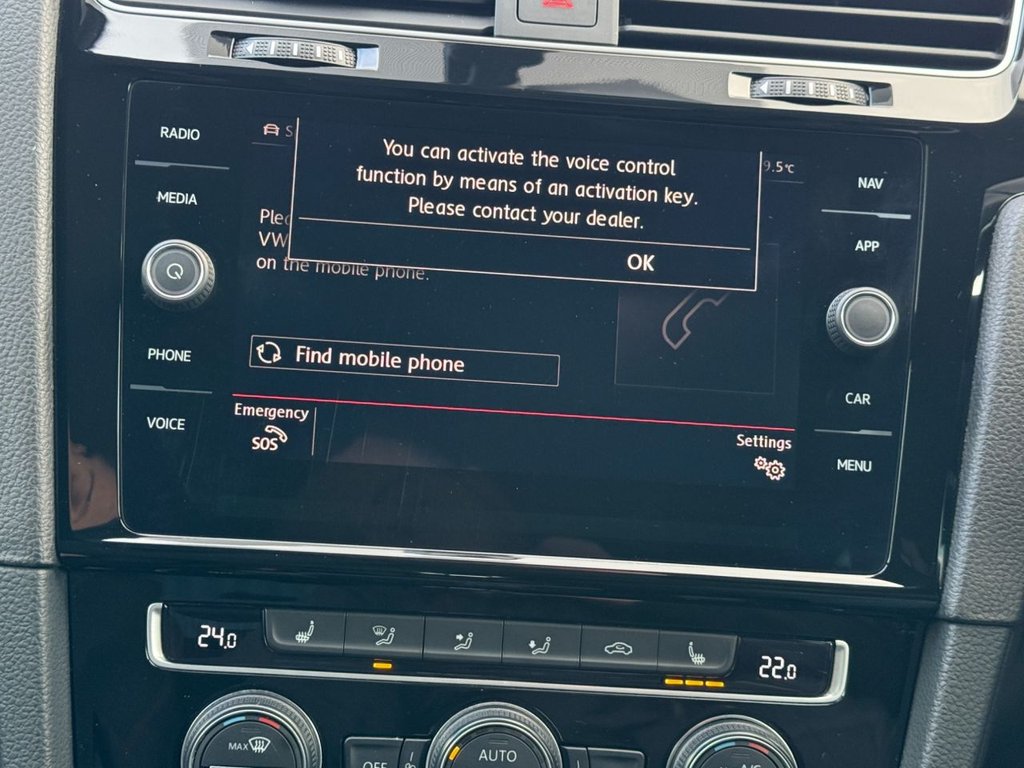 RADIO
MEDIA
PHONE
VOICE
NAV
APP
CAR
MENU
9.5°C
You can activate the voice control
function by means of an activation key.
Please contact your dealer.
OK
VW
on the mobile phone.
Find mobile phone
Emergency
SOS
Settings
24.0
22.0
MAX
OFF
AUTO
A/C